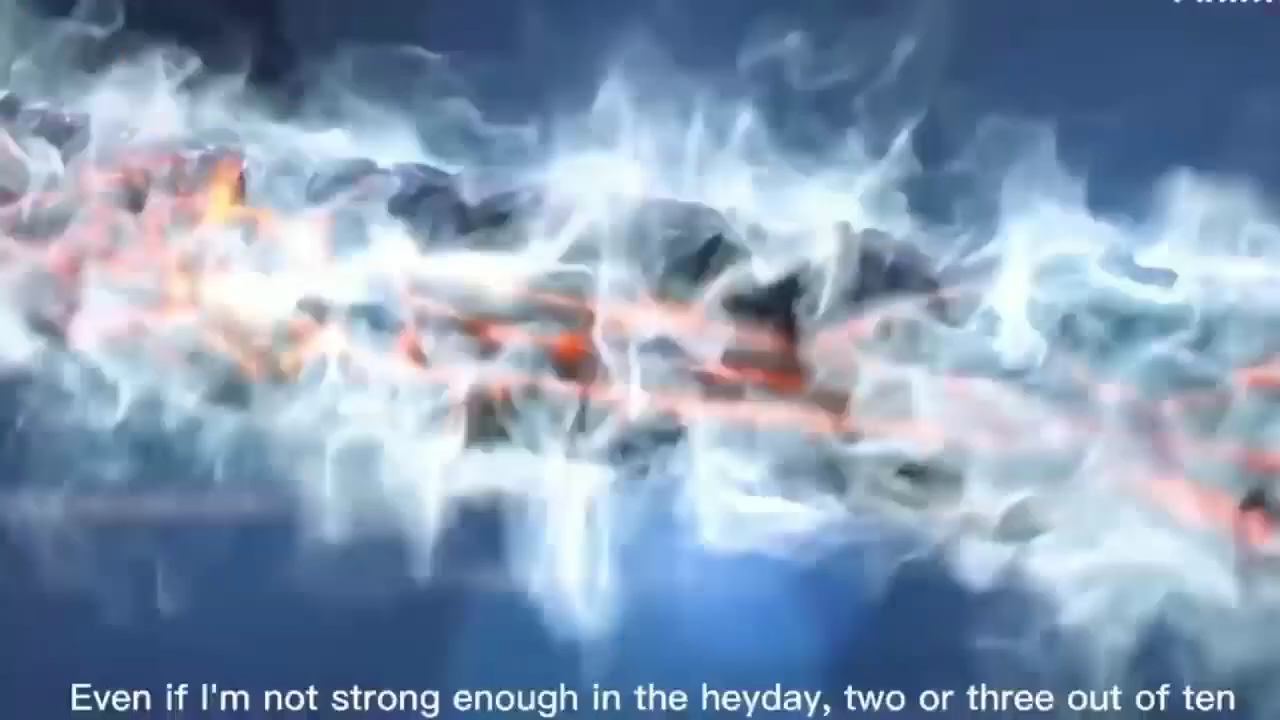 Even if I'm not strong enough in the heyday, two or three out of ten